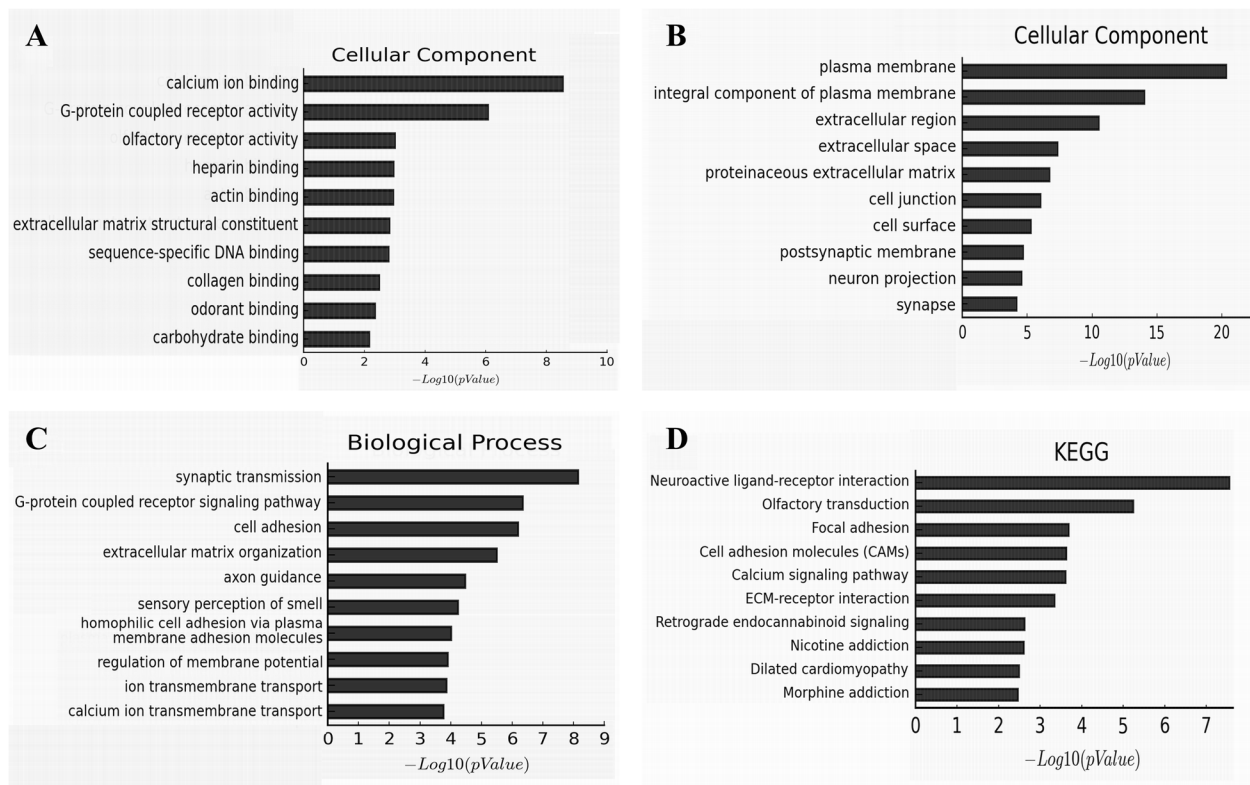 A
Cellular Component
calcium ion binding
G-protein coupled receptor activity
olfactory receptor activity
heparin binding
actin binding
extracellular matrix structural constituent
sequence-specific DNA binding
collagen binding
odorant binding
carbohydrate binding
0 2 4 6 8 10
−Log10(pValue)
B
Cellular Component
plasma membrane
integral component of plasma membrane
extracellular region
extracellular space
proteinaceous extracellular matrix
cell junction
cell surface
postsynaptic membrane
neuron projection
synapse
0 5 10 15 20
−Log10(pValue)
C
Biological Process
synaptic transmission
G-protein coupled receptor signaling pathway
cell adhesion
extracellular matrix organization
axon guidance
sensory perception of smell
homophilic cell adhesion via plasma
membrane adhesion molecules
regulation of membrane potential
ion transmembrane transport
calcium ion transmembrane transport
0 1 2 3 4 5 6 7 8 9
−Log10(pValue)
D
KEGG
Neuroactive ligand-receptor interaction
Olfactory transduction
Focal adhesion
Cell adhesion molecules (CAMs)
Calcium signaling pathway
ECM-receptor interaction
Retrograde endocannabinoid signaling
Nicotine addiction
Dilated cardiomyopathy
Morphine addiction
0 1 2 3 4 5 6 7
−Log10(pValue)